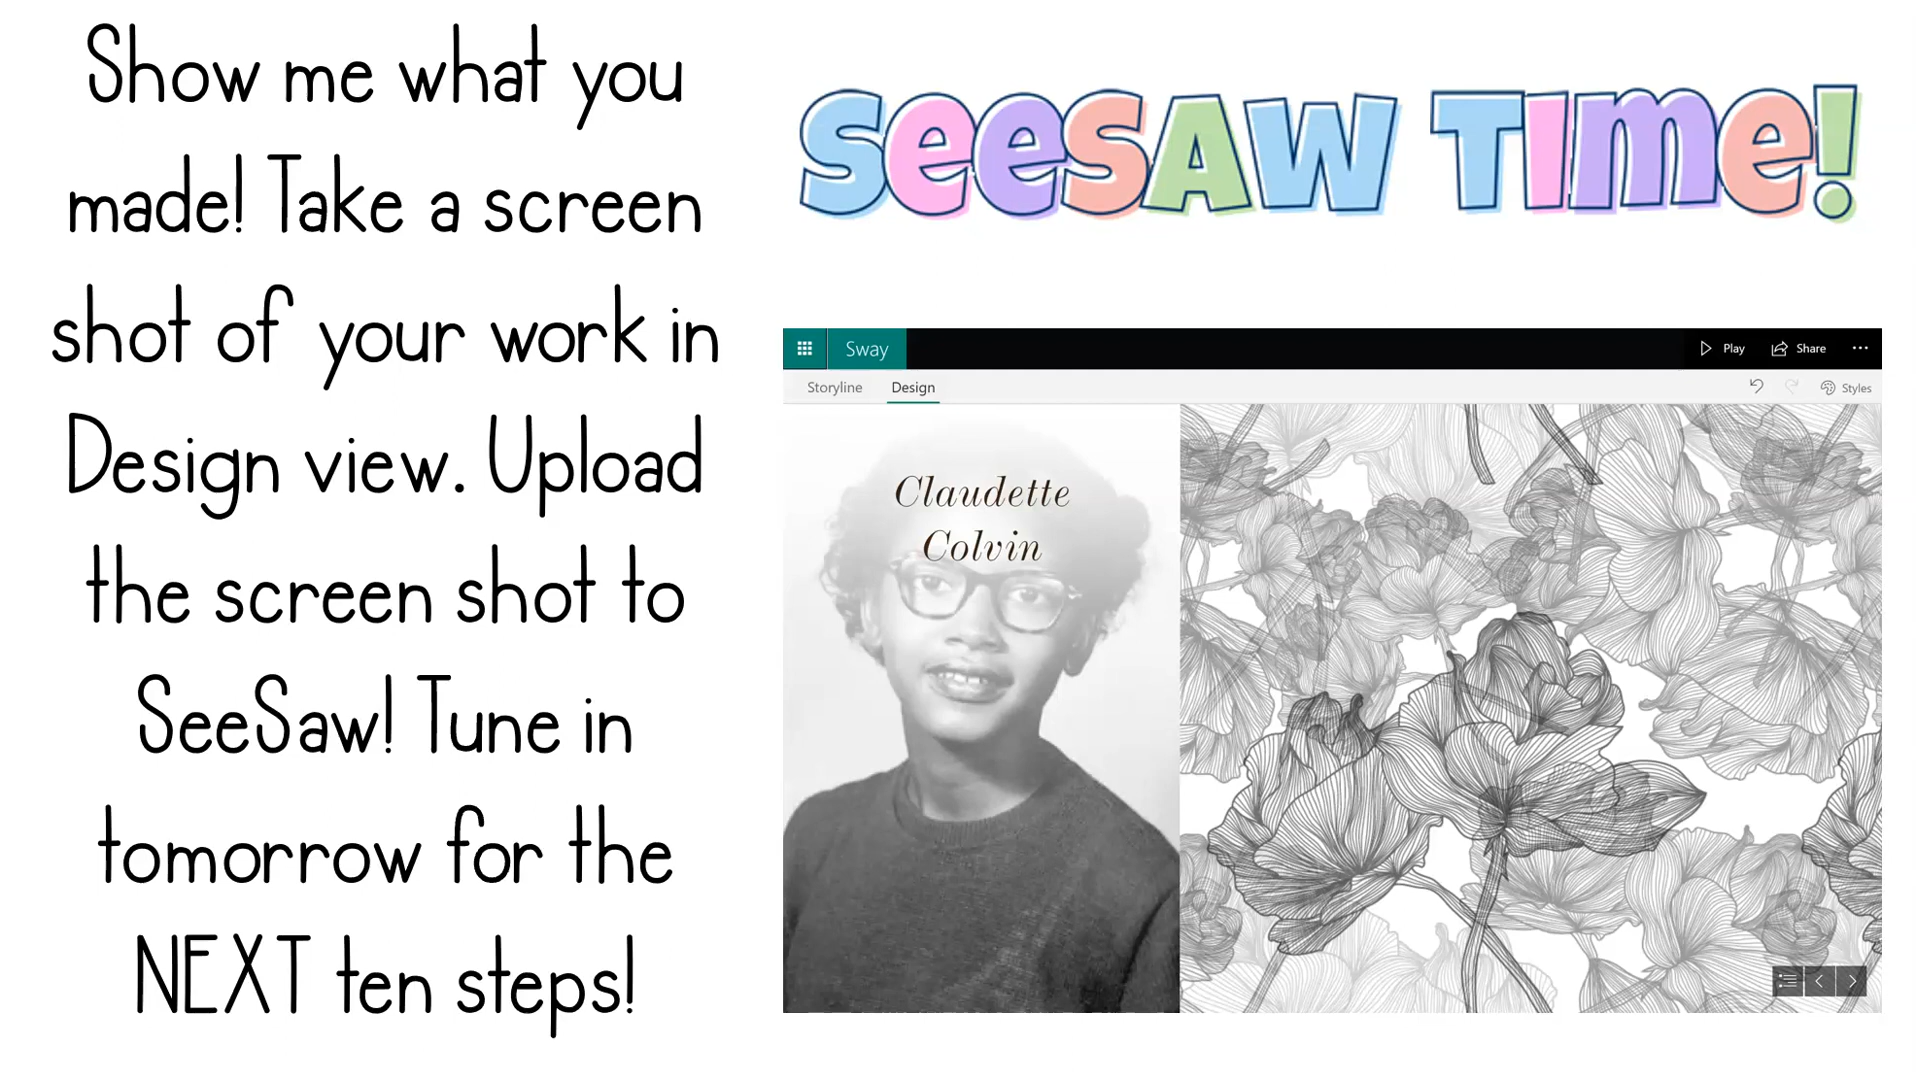 Show me what you
made! Take a screen
shot of your work in
Design view. Upload
the screen shot to
SeeSaw! Tune in
tomorrow for the
NEXT ten steps!
SEESAW TIME!
Sway
Play
Share
Storyline
Design
Styles
Claudette
Colvin